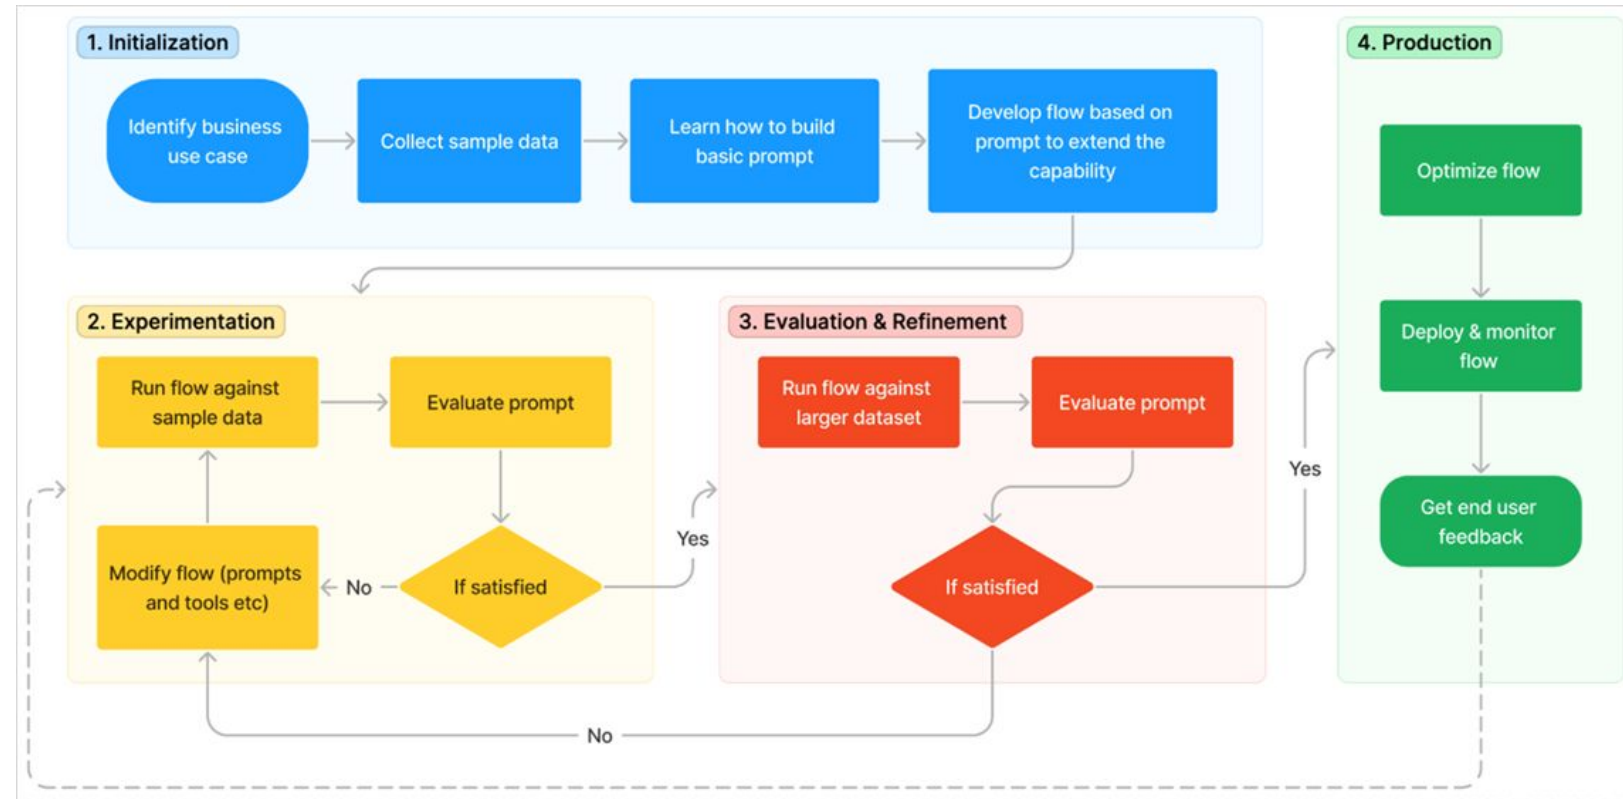 1. Initialization
Identify business
use case
Collect sample data
Learn how to build
basic prompt
Develop flow based on
prompt to extend the
capability
2. Experimentation
Run flow against
sample data
Evaluate prompt
If satisfied
No
Modify flow (prompts
and tools etc)
Yes
3. Evaluation & Refinement
Run flow against
larger dataset
Evaluate prompt
If satisfied
No
Yes
4. Production
Optimize flow
Deploy & monitor
flow
Get end user
feedback